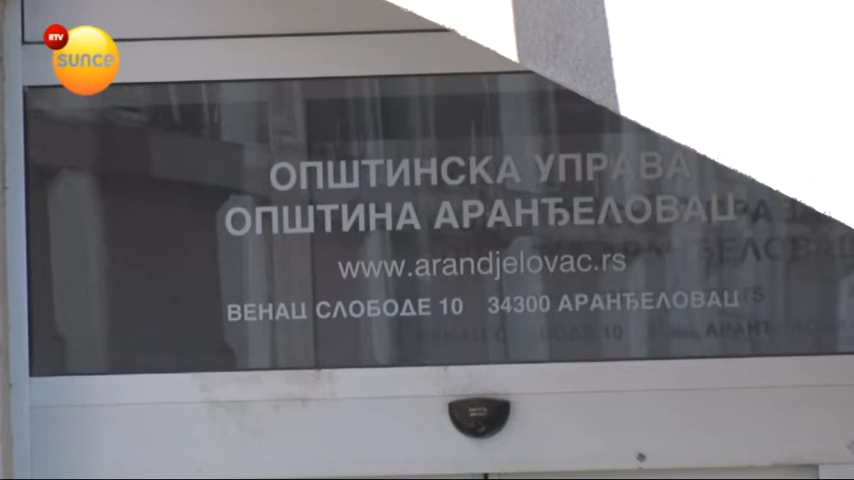 RTV
sunce
ОПШТИНСКА УПРАВА
ОПШТИНА АРАНЂЕЛОВАЦ
www.arandjelovac.rs
ВЕНАЦ СЛОБОДЕ 10 34300 АРАНЂЕЛОВАЦ